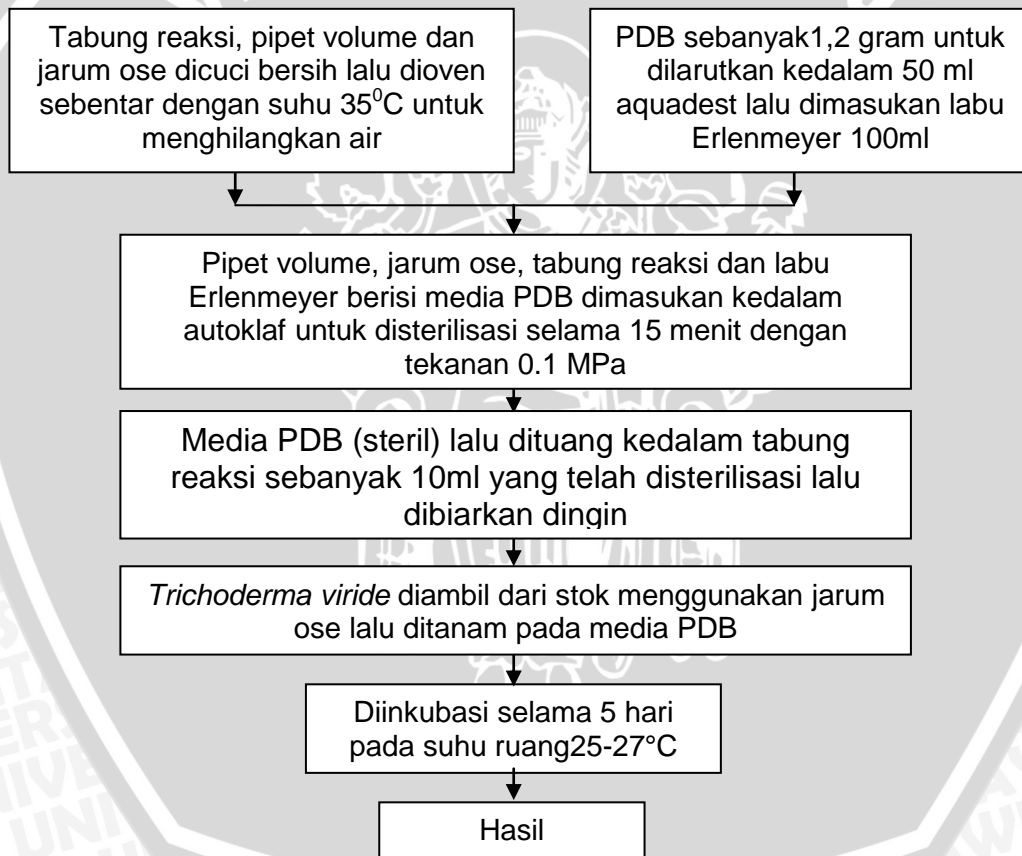 Tabung reaksi, pipet volume dan
jarum ose dicuci bersih lalu dioven
sebentar dengan suhu 35⁰C untuk
menghilangkan air
PDB sebanyak1,2 gram untuk
dilarutkan kedalam 50 ml
aquadest lalu dimasukan labu
Erlenmeyer 100ml
Pipet volume, jarum ose, tabung reaksi dan labu
Erlenmeyer berisi media PDB dimasukan kedalam
autoklaf untuk disterilisasi selama 15 menit dengan
tekanan 0.1 MPa
Media PDB (steril) lalu dituang kedalam tabung
reaksi sebanyak 10ml yang telah disterilisasi lalu
dibiarkan dingin
Trichoderma viride diambil dari stok menggunakan jarum
ose lalu ditanam pada media PDB
Diinkubasi selama 5 hari
pada suhu ruang25-27°C
Hasil